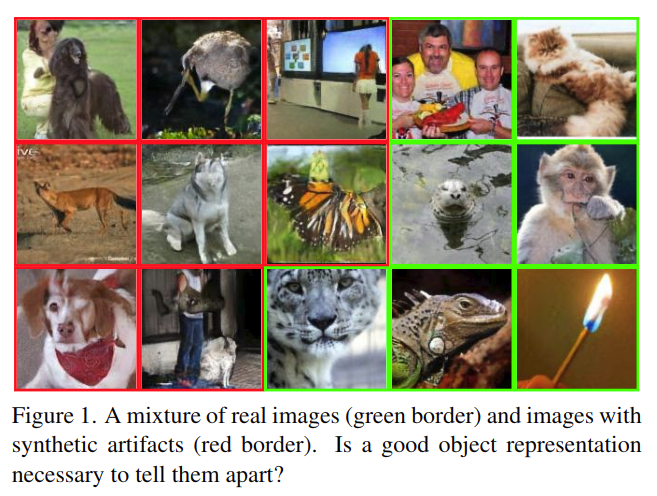 ive
Figure 1. A mixture of real images (green border) and images with
synthetic artifacts (red border). Is a good object representation
necessary to tell them apart?